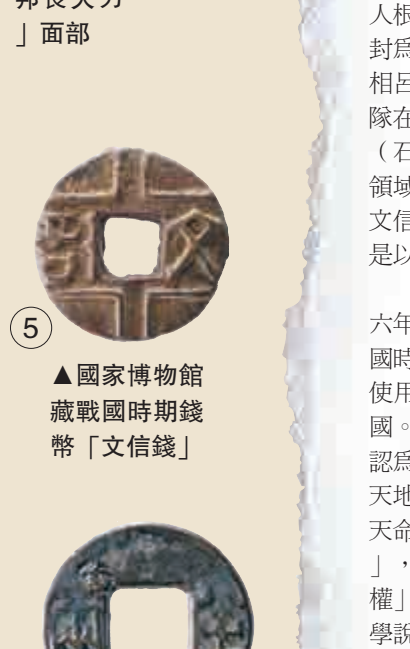 」面部
5
▲國家博物館
藏戰國時期錢
幣「文信錢」
人根
封爲
相呂
隊在
（石
領域
文信
是以
六年
國時
使用
國。
認爲
天地
天命
」，
權」
學說